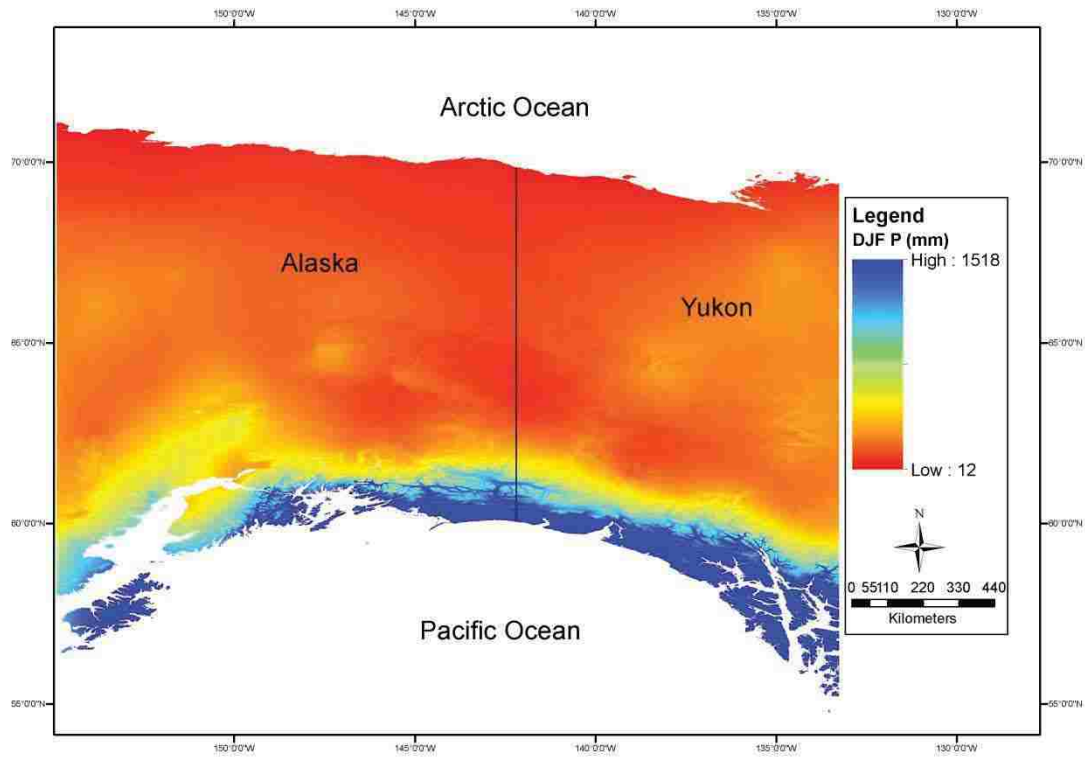 150°0'0"W 145°0'0"W 140°0'0"W 135°0'0"W 130°0'0"W
Arctic Ocean
70°0'0"N 70°0'0"N
Legend
DJF P (mm)
High : 1518
Low : 12
Alaska
Yukon
65°0'0"N 65°0'0"N
N
60°0'0"N 60°0'0"N
0 55110 220 330 440
Kilometers
Pacific Ocean
55°0'0"N 55°0'0"N
150°0'0"W 145°0'0"W 140°0'0"W 135°0'0"W 130°0'0"W